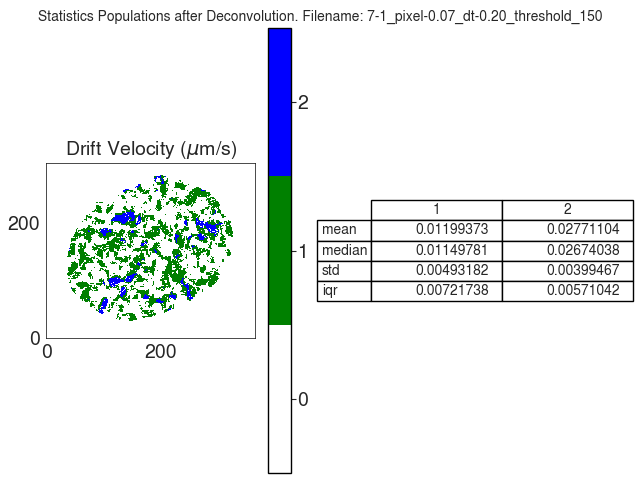 Statistics Populations after Deconvolution. Filename: 7-1_pixel-0.07_dt-0.20_threshold_150
Drift Velocity (μm/s)
200
0
0 200
2
1
0
1 2
mean 0.01199373 0.02771104
median 0.01149781 0.02674038
std 0.00493182 0.00399467
iqr 0.00721738 0.00571042